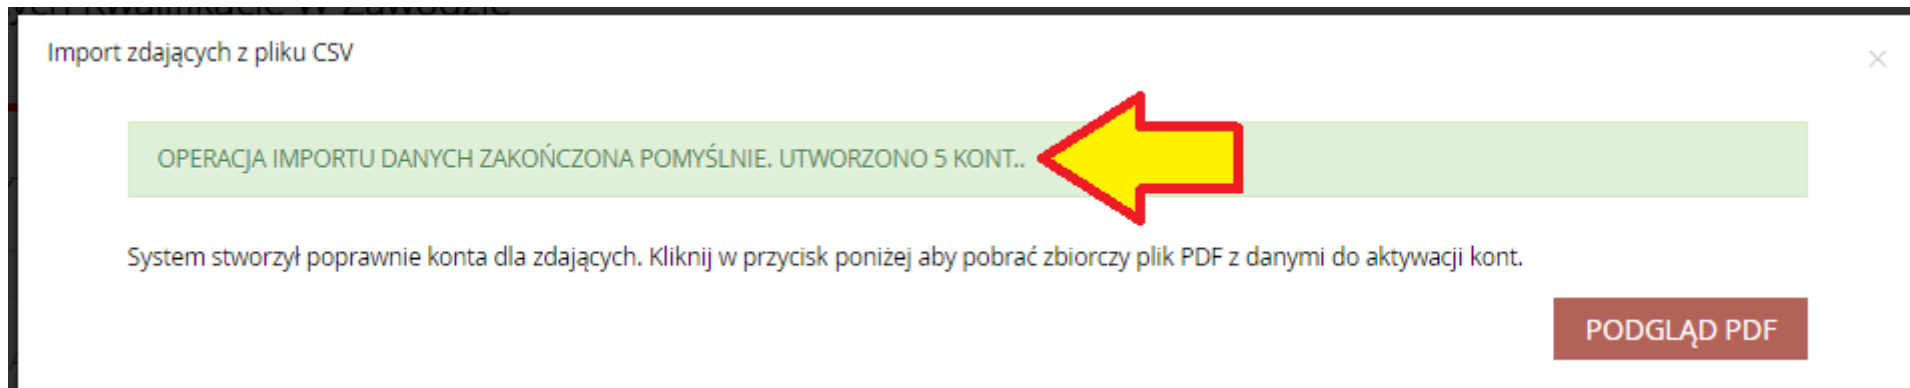 Import zdających z pliku CSV
×
OPERACJA IMPORTU DANYCH ZAKOŃCZONA POMYŚLNIE. UTWORZONO 5 KONT..
System stworzył poprawnie konta dla zdających. Kliknij w przycisk poniżej aby pobrać zbiorczy plik PDF z danymi do aktywacji kont.
PODGLĄD PDF